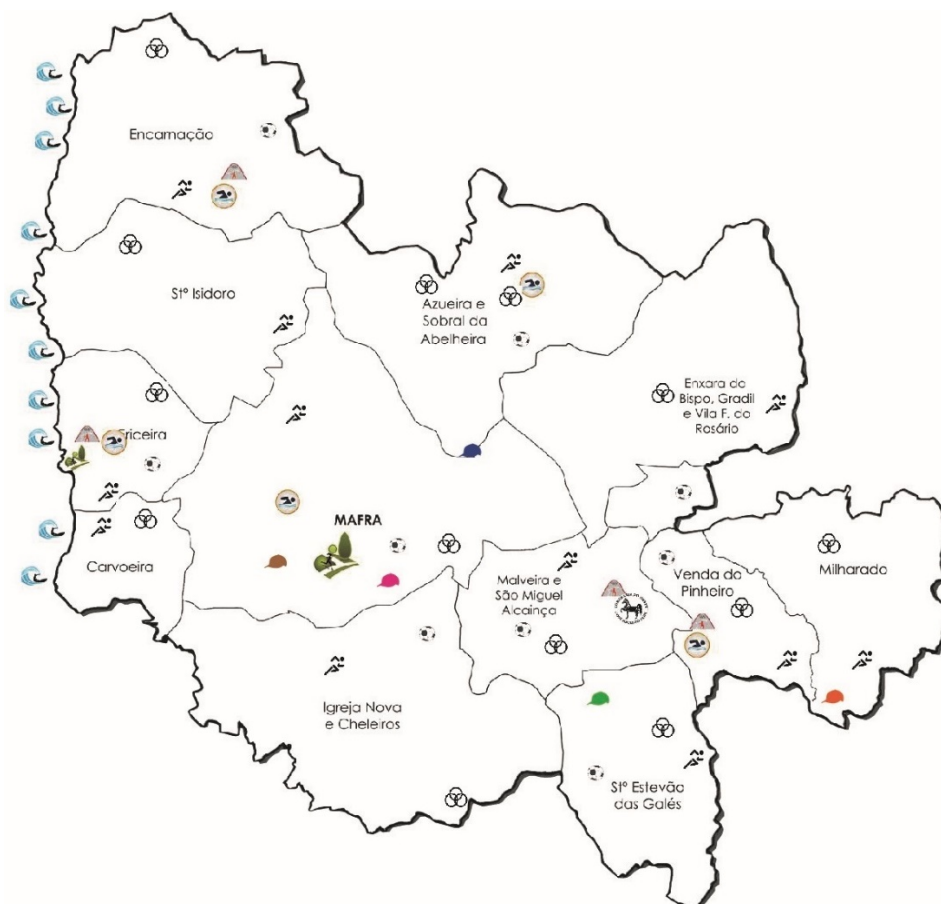 Encarnação
Stº Isidoro
Azueira e
Sobral da
Abelheira
Enxara do
Bispo, Gradil
e Vila F. do
Rosário
Ericeira
MAFRA
Carvoeira
Malveira e
São Miguel
Alcainça
Venda do
Pinheiro
Milharado
Igreja Nova
e Cheleiros
Stº Estevão
das Galés